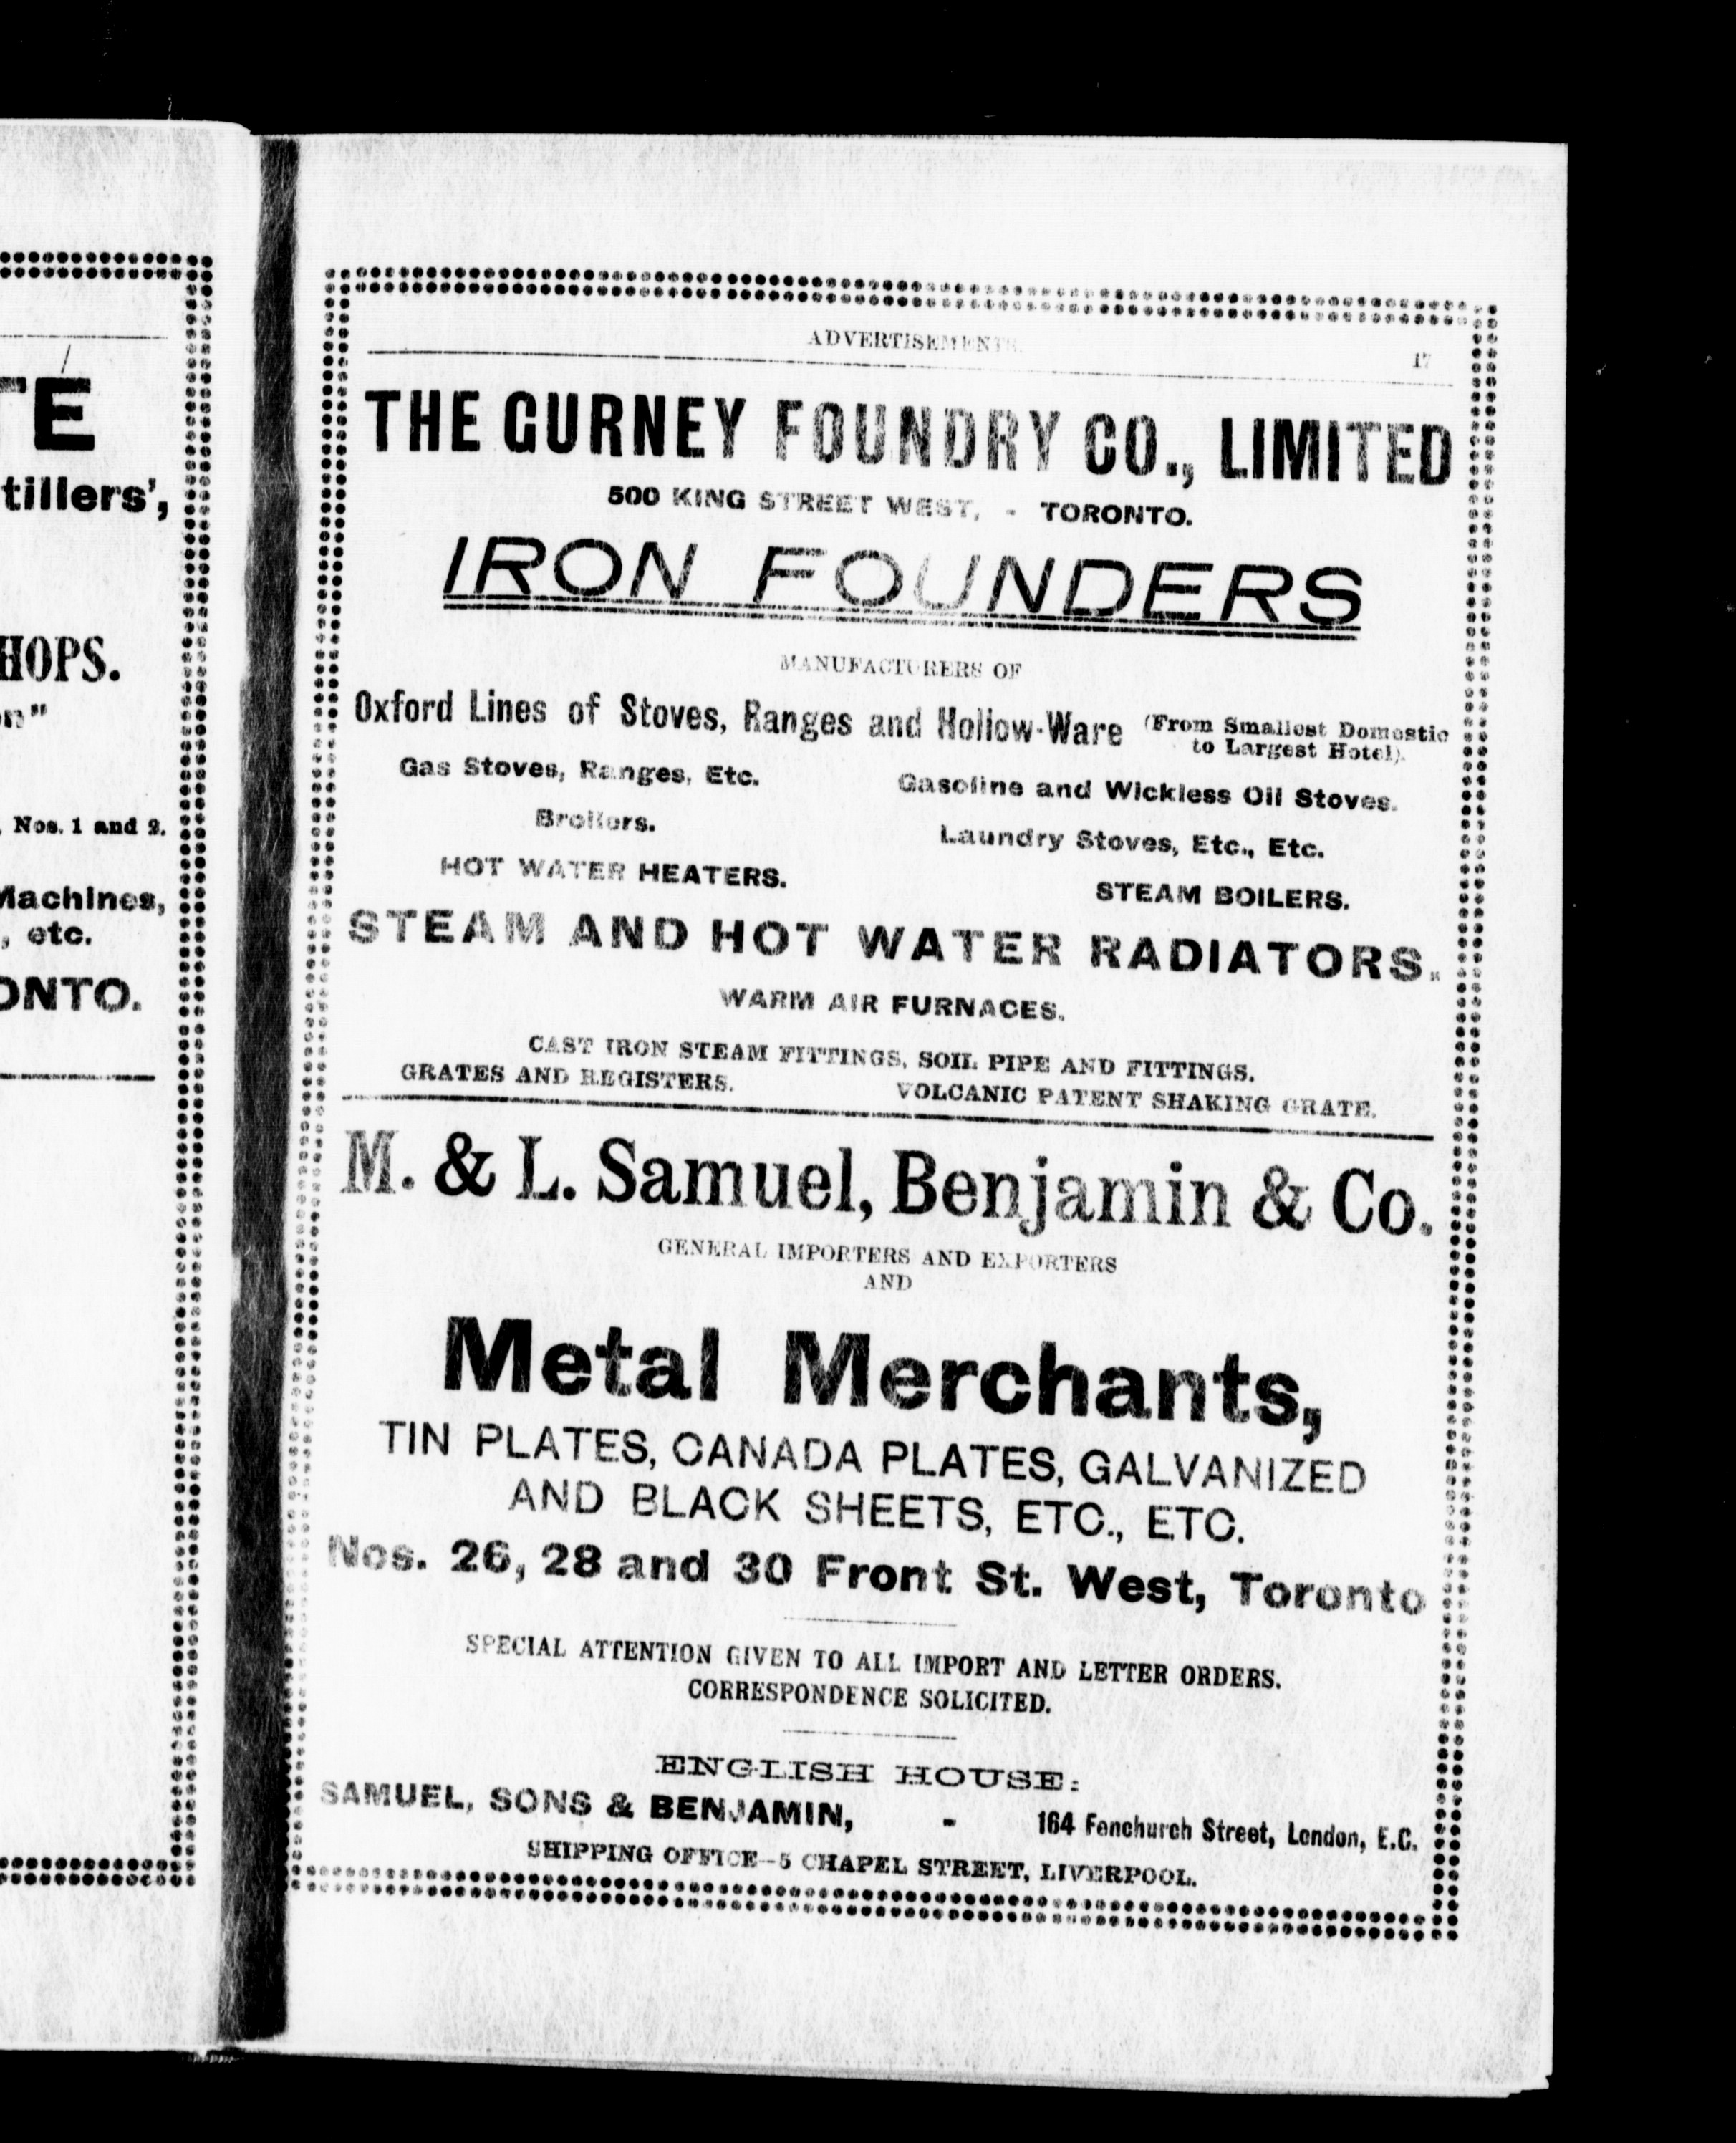 TE
tillers',
HOPS.
Nos. 1 and 2.
Machines,
, etc.
ONTO.
ADVERTISEMENTS.
17
THE GURNEY FOUNDRY CO., LIMITED
500 KING STREET WEST, - TORONTO.
IRON FOUNDERS
MANUFACTURERS OF
Oxford Lines of Stoves, Ranges and Hollow-Ware (From Smallest Domestic
to Largest Hotel).
Gas Stoves, Ranges, Etc. Gasoline and Wickless Oil Stoves.
Broilers. Laundry Stoves, Etc., Etc.
HOT WATER HEATERS. STEAM BOILERS.
STEAM AND HOT WATER RADIATORS.
WARM AIR FURNACES.
CAST IRON STEAM FITTINGS, SOIL PIPE AND FITTINGS.
GRATES AND REGISTERS. VOLCANIC PATENT SHAKING GRATE.
M. & L. Samuel, Benjamin & Co.
GENERAL IMPORTERS AND EXPORTERS
AND
Metal Merchants,
TIN PLATES, CANADA PLATES, GALVANIZED
AND BLACK SHEETS, ETC., ETC.
Nos. 26, 28 and 30 Front St. West, Toronto
SPECIAL ATTENTION GIVEN TO ALL IMPORT AND LETTER ORDERS.
CORRESPONDENCE SOLICITED.
ENGLISH HOUSE:
SAMUEL, SONS & BENJAMIN, - 164 Fenchurch Street, London, E.C.
SHIPPING OFFICE--5 CHAPEL STREET, LIVERPOOL.